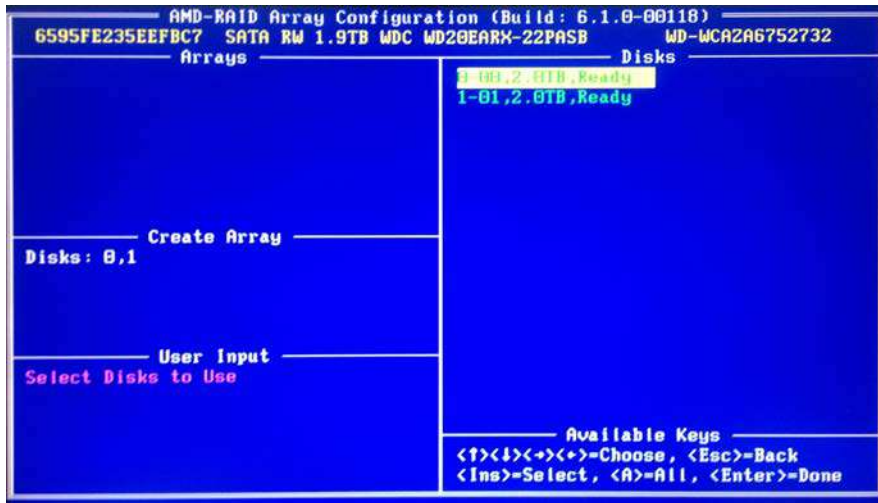 AMD-RAID Array Configuration (Build: 6.1.0-00118)
6595FE235EEFBC7 SATA RW 1.9TB WDC WD20EARX-22PASB WD-WCAZA6752732
Arrays
Disks
0-00,2.0TB,Ready
1-01,2.0TB,Ready
Create Array
Disks: 0,1
User Input
Select Disks to Use
Available Keys
<↑><↓><→><←>=Choose, <Esc>=Back
<Ins>=Select, <A>=All, <Enter>=Done